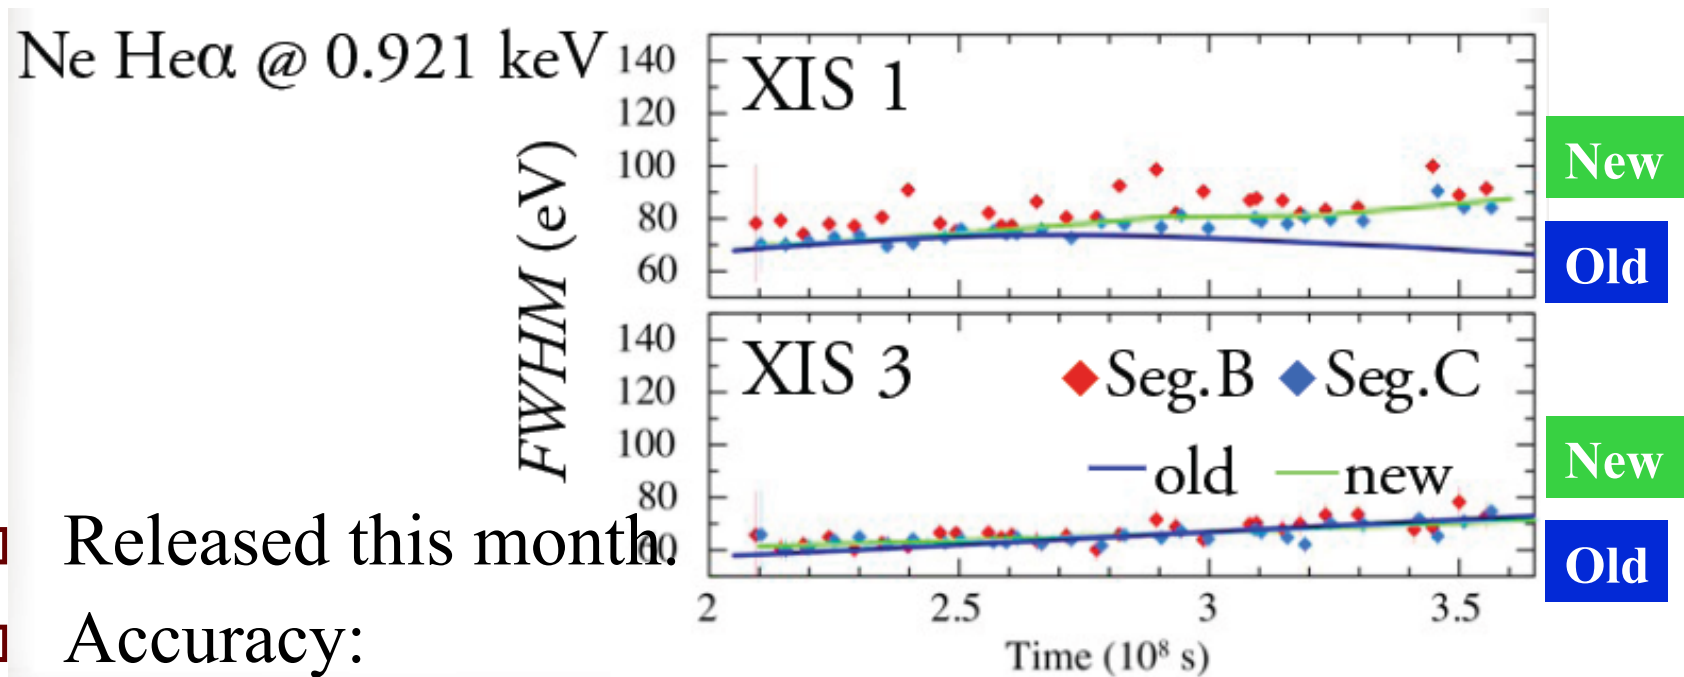 Ne Heα @ 0.921 keV
FWHM (eV)
140
120
100
80
60
XIS 1
New
Old
140
120
100
80
60
XIS 3
Seg.B Seg.C
old new
New
Old
2 2.5 3 3.5
Time (10⁸ s)
Released this month.
Accuracy: